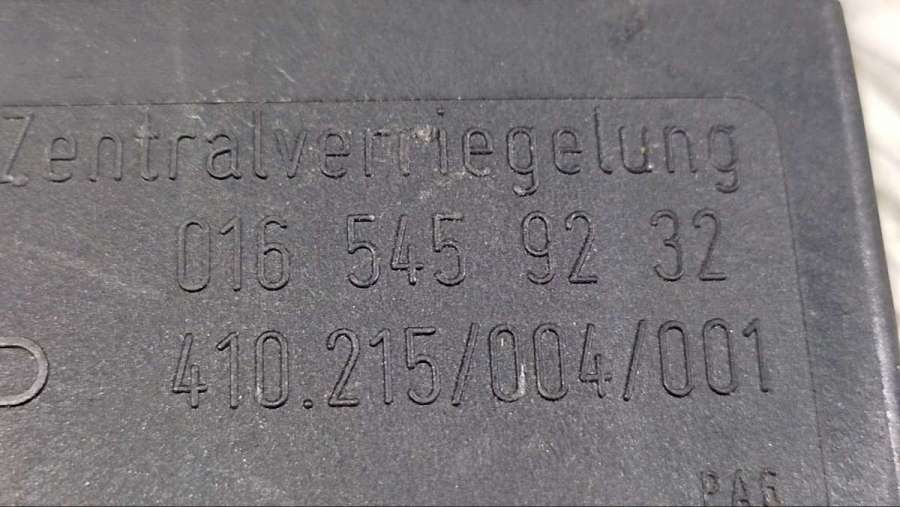 Zentralverriegelung
016 545 92 32
410.215/004/001
PA6